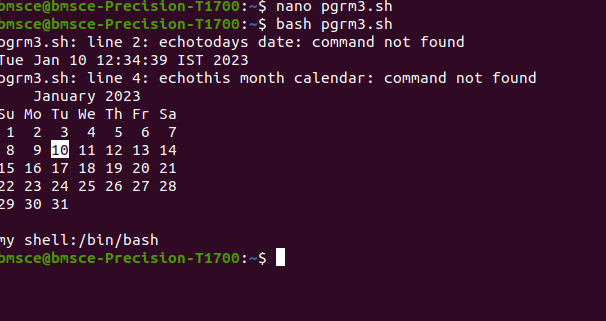 bmsce@bmsce-Precision-T1700:~$ nano pgrm3.sh
bmsce@bmsce-Precision-T1700:~$ bash pgrm3.sh
pgrm3.sh: line 2: echotodays date: command not found
Tue Jan 10 12:34:39 IST 2023
pgrm3.sh: line 4: echothis month calendar: command not found
    January 2023
Su Mo Tu We Th Fr Sa
 1  2  3  4  5  6  7
 8  9 10 11 12 13 14
15 16 17 18 19 20 21
22 23 24 25 26 27 28
29 30 31
my shell:/bin/bash
bmsce@bmsce-Precision-T1700:~$